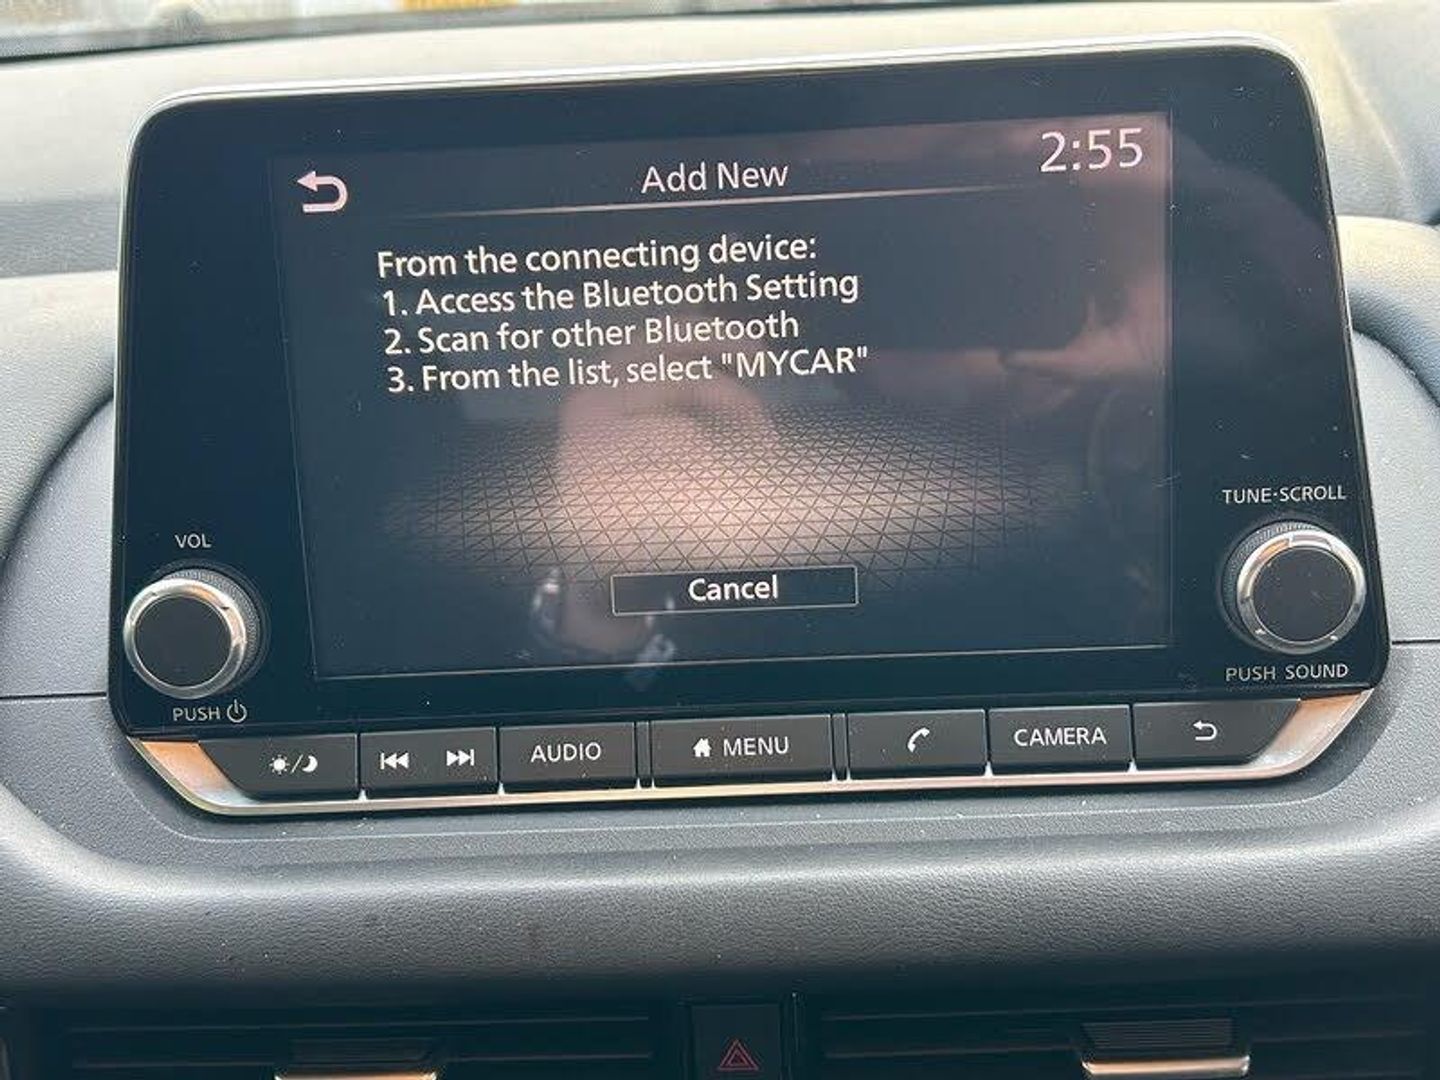 Add New
2:55
From the connecting device:
1. Access the Bluetooth Setting
2. Scan for other Bluetooth
3. From the list, select "MYCAR"
Cancel
VOL
PUSH
TUNE·SCROLL
PUSH SOUND
AUDIO
MENU
CAMERA